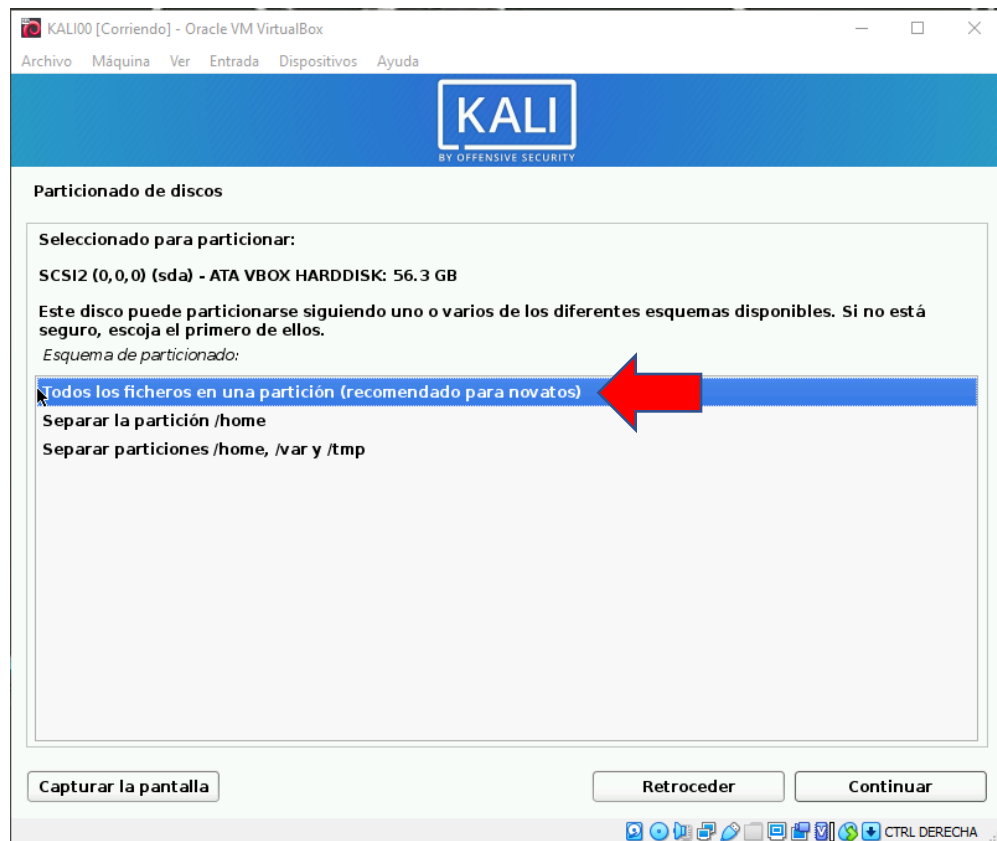 KALI00 [Corriendo] - Oracle VM VirtualBox
Archivo Máquina Ver Entrada Dispositivos Ayuda
KALI
BY OFFENSIVE SECURITY
Particionado de discos
Seleccionado para particionar:
SCSI2 (0,0,0) (sda) - ATA VBOX HARDDISK: 56.3 GB
Este disco puede particionarse siguiendo uno o varios de los diferentes esquemas disponibles. Si no está
seguro, escoja el primero de ellos.
Esquema de particionado:
Todos los ficheros en una partición (recomendado para novatos)
Separar la partición /home
Separar particiones /home, /var y /tmp
Capturar la pantalla Retroceder Continuar
CTRL DERECHA